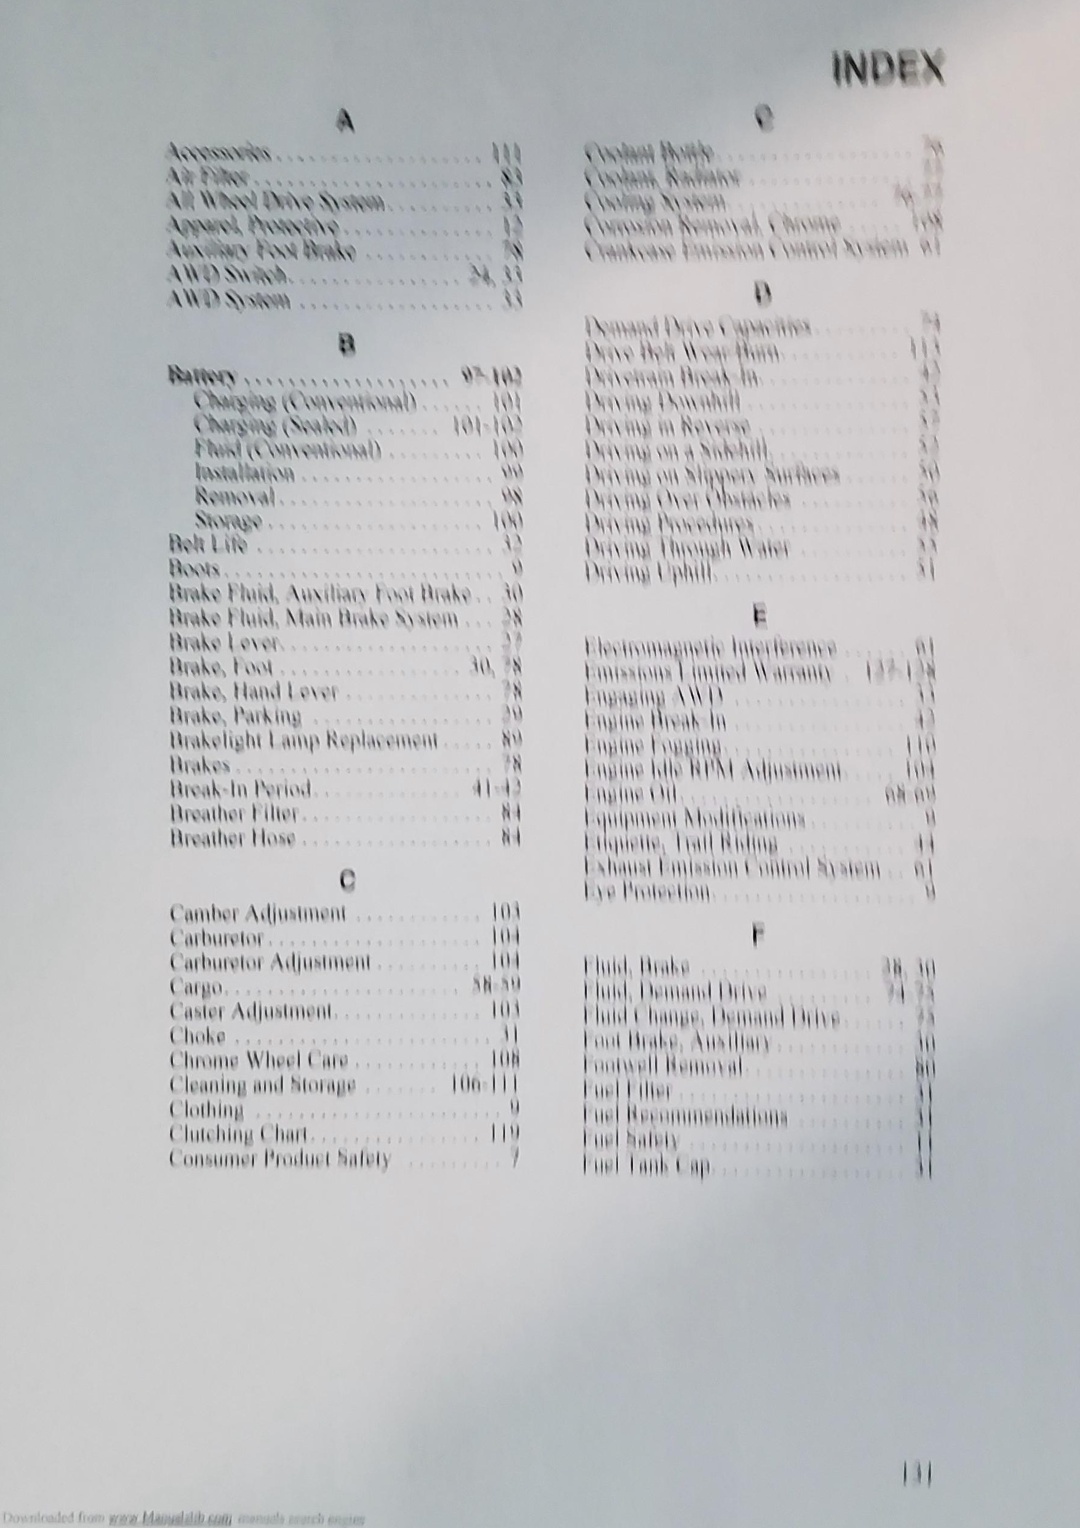 INDEX
A
Accessories . . . . . . . . . . . . . . . . . . . 111
Air Filter . . . . . . . . . . . . . . . . . . . . . . 83
All Wheel Drive System . . . . . . . . . . 33
Apparel, Protective . . . . . . . . . . . . . . 12
Auxiliary Foot Brake . . . . . . . . . . . . 78
AWD Switch . . . . . . . . . . . . . . . . 24, 33
AWD System . . . . . . . . . . . . . . . . . . 33
B
Battery . . . . . . . . . . . . . . . . . . . 97-102
Charging (Conventional) . . . . . . 101
Charging (Sealed) . . . . . . . 101-102
Fluid (Conventional) . . . . . . . . . 100
Installation . . . . . . . . . . . . . . . . . . 99
Removal . . . . . . . . . . . . . . . . . . . . 98
Storage . . . . . . . . . . . . . . . . . . . . 100
Belt Life . . . . . . . . . . . . . . . . . . . . . . 32
Boots . . . . . . . . . . . . . . . . . . . . . . . . . 9
Brake Fluid, Auxiliary Foot Brake . . 30
Brake Fluid, Main Brake System . . . 28
Brake Lever . . . . . . . . . . . . . . . . . . . 27
Brake, Foot . . . . . . . . . . . . . . . . . 30, 78
Brake, Hand Lever . . . . . . . . . . . . . . 78
Brake, Parking . . . . . . . . . . . . . . . . . 29
Brakelight Lamp Replacement . . . . . 89
Brakes . . . . . . . . . . . . . . . . . . . . . . . . 78
Break-In Period . . . . . . . . . . . . . . 41-42
Breather Filter . . . . . . . . . . . . . . . . . . 84
Breather Hose . . . . . . . . . . . . . . . . . . 84
C
Camber Adjustment . . . . . . . . . . . . 103
Carburetor . . . . . . . . . . . . . . . . . . . . 104
Carburetor Adjustment . . . . . . . . . . 104
Cargo . . . . . . . . . . . . . . . . . . . . . . 58-59
Caster Adjustment . . . . . . . . . . . . . 103
Choke . . . . . . . . . . . . . . . . . . . . . . . . 31
Chrome Wheel Care . . . . . . . . . . . . 108
Cleaning and Storage . . . . . . . 106-111
Clothing . . . . . . . . . . . . . . . . . . . . . . . 9
Clutching Chart . . . . . . . . . . . . . . . . 119
Consumer Product Safety . . . . . . . . . 7
C
Coolant Bottle
Coolant, Radiator
Cooling System
Corrosion Removal, Chrome . . . . . 108
Crankcase Emission Control System 61
D
Demand Drive Capacities . . . . . . . . . 74
Drive Belt Wear/Burn . . . . . . . . . . . 113
Drivetrain Break-In . . . . . . . . . . . . . 42
Driving Downhill
Driving in Reverse
Driving on a Sidehill
Driving on Slippery Surfaces . . . . . . 50
Driving Over Obstacles
Driving Procedures . . . . . . . . . . . . . 48
Driving Through Water
Driving Uphill . . . . . . . . . . . . . . . . . 51
E
Electromagnetic Interference . . . . . . 61
Emissions Limited Warranty . 127-128
Engaging AWD . . . . . . . . . . . . . . . . 33
Engine Break-In
Engine Fogging . . . . . . . . . . . . . . . 110
Engine Idle RPM Adjustment . . . . . 104
Engine Oil . . . . . . . . . . . . . . . . . . 68-69
Equipment Modifications . . . . . . . . . 9
Etiquette, Trail Riding . . . . . . . . . . . 44
Exhaust Emission Control System . . 61
Eye Protection . . . . . . . . . . . . . . . . . . 9
F
Fluid, Brake . . . . . . . . . . . . . . . . 28, 30
Fluid, Demand Drive . . . . . . . . . . 74-75
Fluid Change, Demand Drive . . . . . . 75
Foot Brake, Auxiliary . . . . . . . . . . . . 30
Footwell Removal . . . . . . . . . . . . . . 80
Fuel Filter . . . . . . . . . . . . . . . . . . . . 31
Fuel Recommendations . . . . . . . . . . 31
Fuel Safety . . . . . . . . . . . . . . . . . . . 11
Fuel Tank Cap . . . . . . . . . . . . . . . . . 31
131
Downloaded from www.Manualslib.com manuals search engine